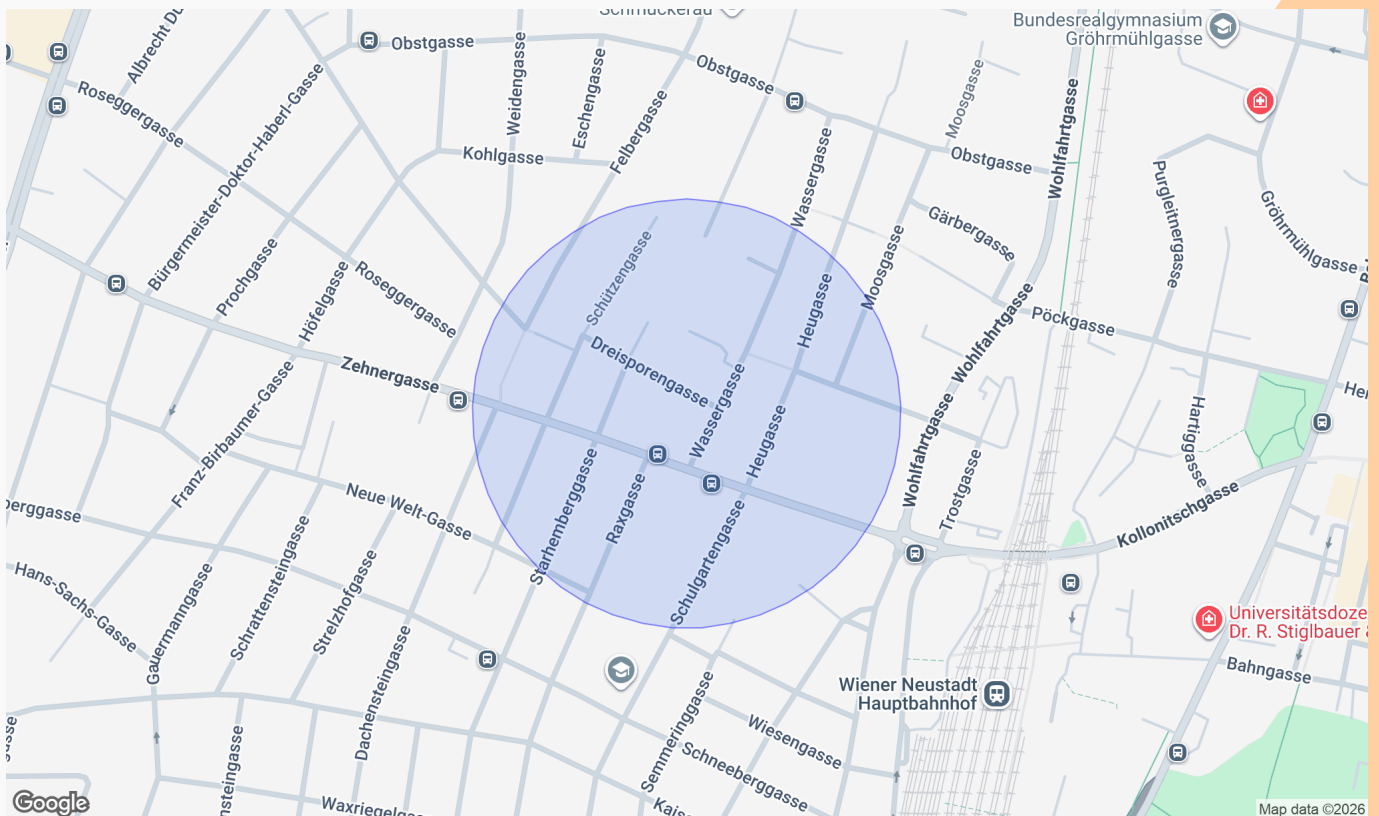 Schmuckerau
Bundesrealgymnasium
Gröhrmühlgasse
Obstgasse
Weidengasse
Eschengasse
Felbergasse
Obstgasse
Moosgasse
Wohlfahrtgasse
Roseggergasse
Bürgermeister-Doktor-Haberl-Gasse
Kohlgasse
Wassergasse
Obstgasse
Purgleitnergasse
Gröhrmühlgasse
Gärbergasse
Schützengasse
Moosgasse
Prochgasse
Höfelgasse
Roseggergasse
Heugasse
Wohlfahrtgasse
Pöckgasse
Zehnergasse
Dreisporengasse
Wassergasse
Franz-Birbaumer-Gasse
Heugasse
Hartiggasse
Wohlfahrtgasse
Trostgasse
Starhemberggasse
Raxgasse
Neue Welt-Gasse
Kollonitschgasse
Schulgartengasse
Hans-Sachs-Gasse
Gauermanngasse
Schrattensteingasse
Strelzhofgasse
Dachensteingasse
Universitätsdoze
Dr. R. Stiglbauer
Bahngasse
Wiener Neustadt
Hauptbahnhof
Semmeringgasse
Wiesengasse
Schneeberggasse
Google
Map data ©2026